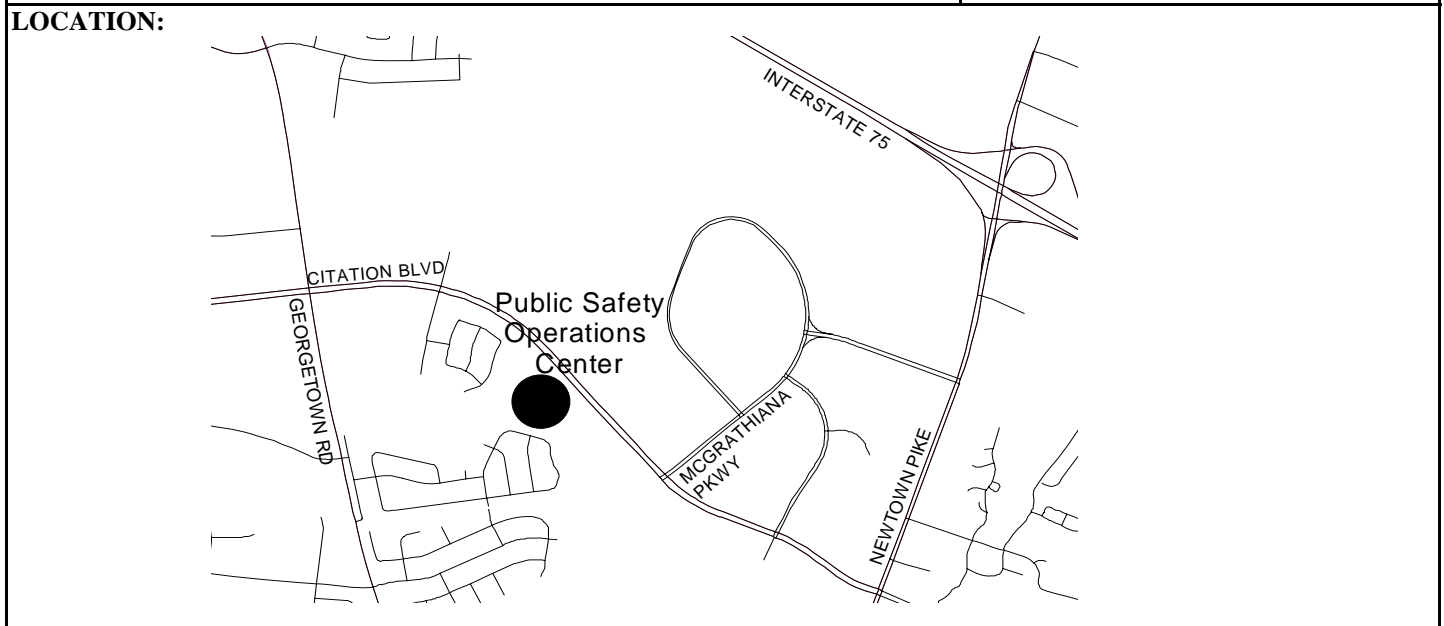 LOCATION:
INTERSTATE 75
CITATION BLVD
Public Safety
Operations
Center
GEORGETOWN RD
MCGRATHIANA
PKWY
NEWTOWN PIKE